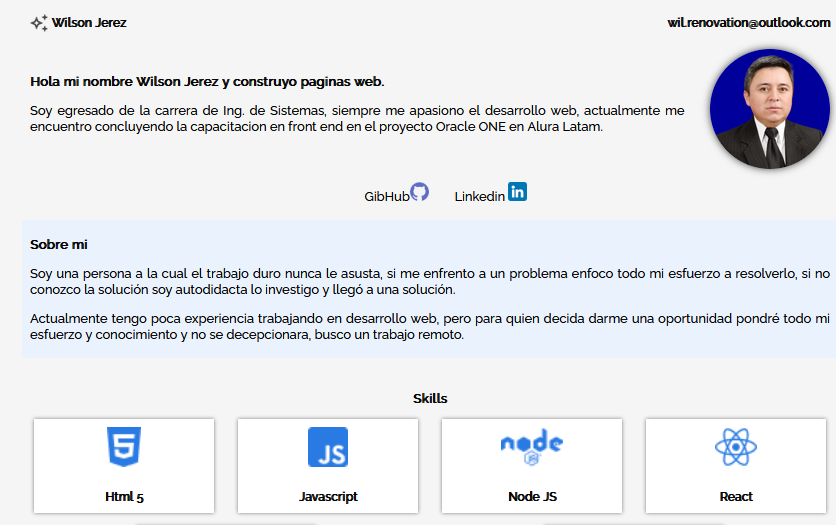 Wilson Jerez
wil.renovation@outlook.com
Hola mi nombre Wilson Jerez y construyo paginas web.
Soy egresado de la carrera de Ing. de Sistemas, siempre me apasiono el desarrollo web, actualmente me
encuentro concluyendo la capacitacion en front end en el proyecto Oracle ONE en Alura Latam.
GibHub
Linkedin in
Sobre mi
Soy una persona a la cual el trabajo duro nunca le asusta, si me enfrento a un problema enfoco todo mi esfuerzo a resolverlo, si no
conozco la solución soy autodidacta lo investigo y llegó a una solución.
Actualmente tengo poca experiencia trabajando en desarrollo web, pero para quien decida darme una oportunidad pondré todo mi
esfuerzo y conocimiento y no se decepcionara, busco un trabajo remoto.
Skills
5
JS
node
JS
Html 5
Javascript
Node JS
React